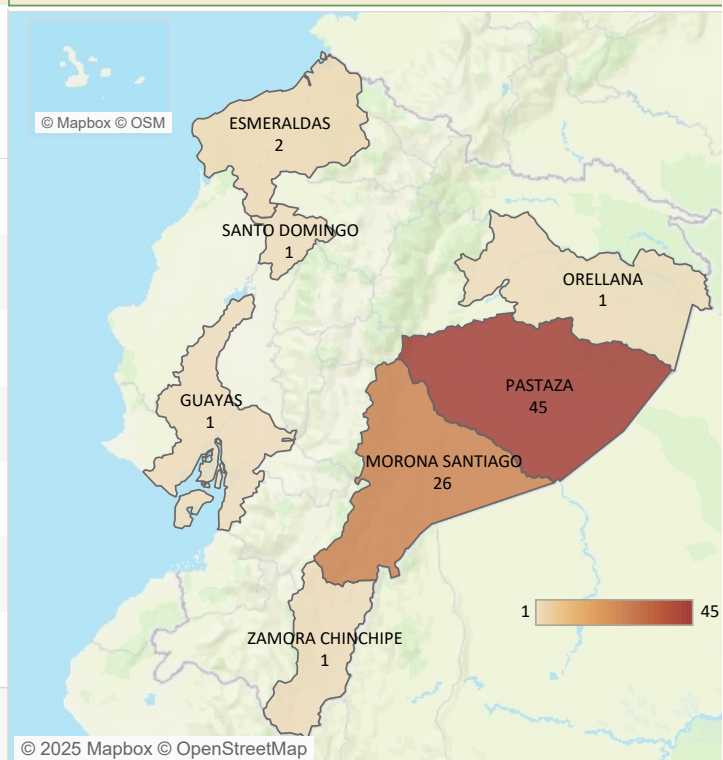 © Mapbox © OSM
ESMERALDAS
2
SANTO DOMINGO
1
ORELLANA
1
PASTAZA
45
GUAYAS
1
MORONA SANTIAGO
26
1
45
ZAMORA CHINCHIPE
1
© 2025 Mapbox © OpenStreetMap